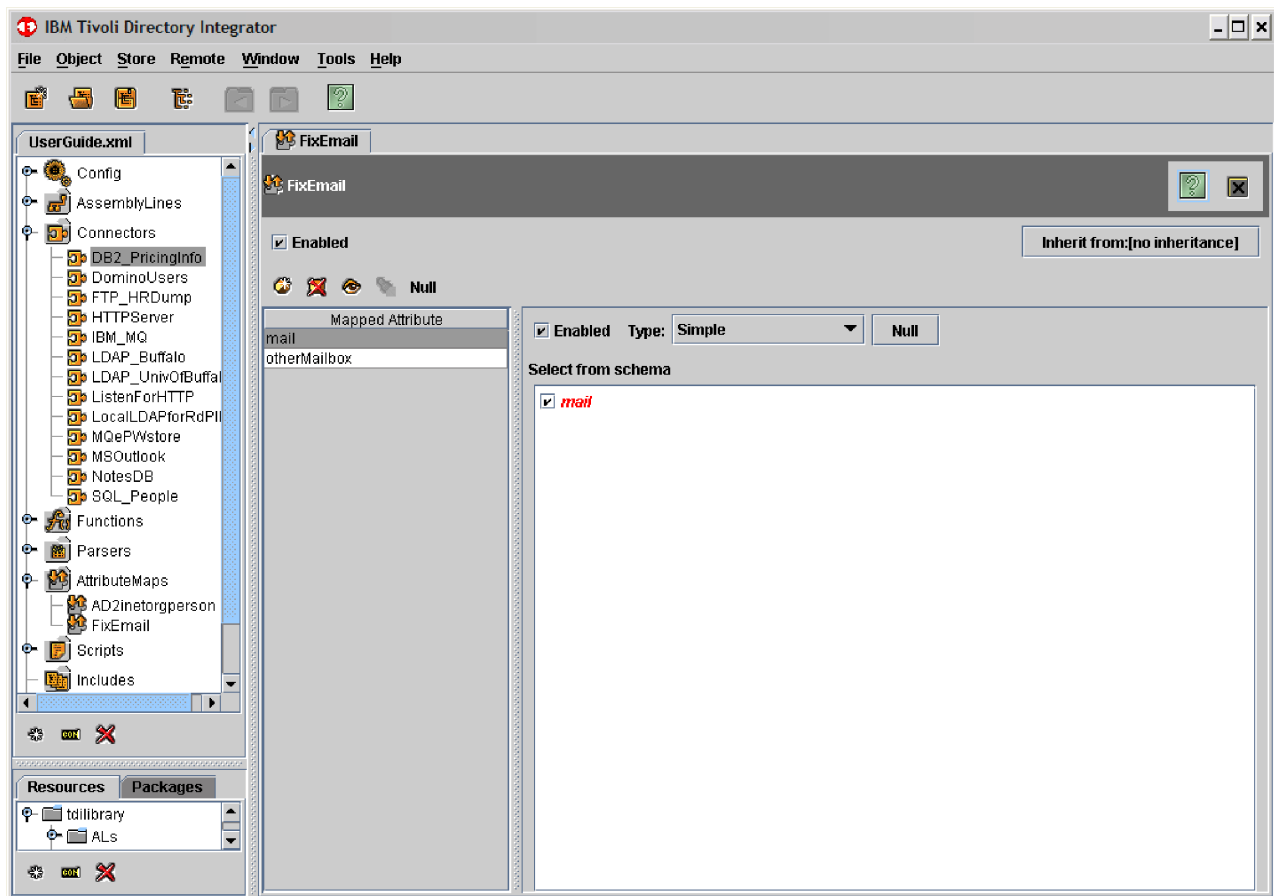 IBM Tivoli Directory Integrator
File Object Store Remote Window Tools Help
UserGuide.xml
Config
AssemblyLines
Connectors
DB2_PricingInfo
DominoUsers
FTP_HRDump
HTTPServer
IBM_MQ
LDAP_Buffalo
LDAP_UnivOfBuffal
ListenForHTTP
LocalLDAPforRdPII
MQePWstore
MSOutlook
NotesDB
SQL_People
Functions
Parsers
AttributeMaps
AD2inetorgperson
FixEmail
Scripts
Includes
Resources Packages
tdilibrary
ALs
FixEmail
FixEmail
Enabled
Inherit from:[no inheritance]
Null
Mapped Attribute
mail
otherMailbox
Enabled Type: Simple Null
Select from schema
mail